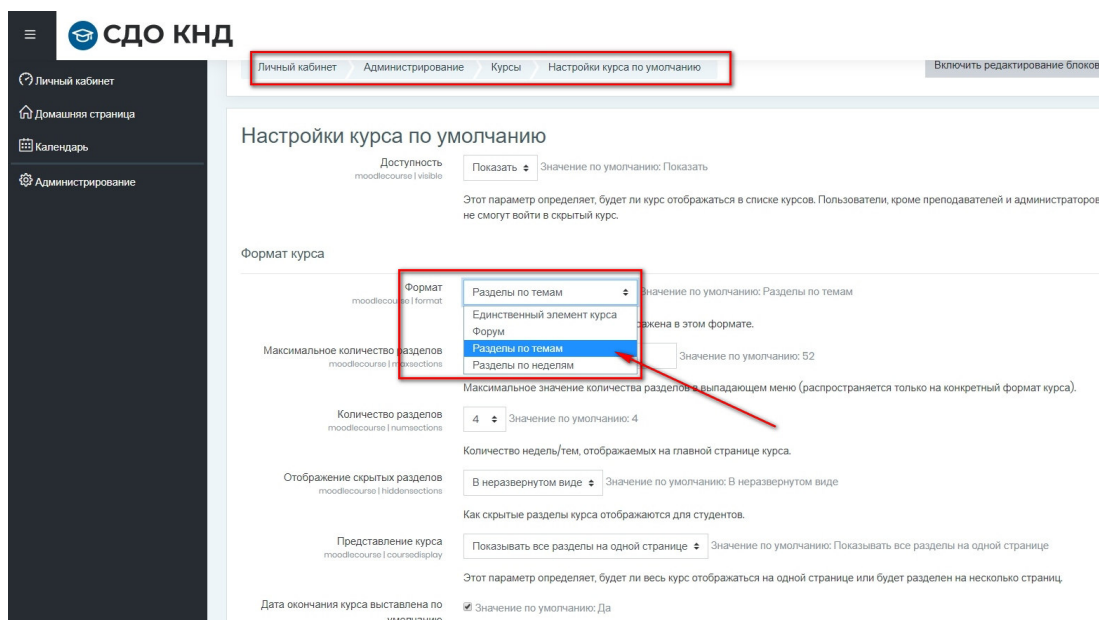 СДО КНД
Личный кабинет Администрирование Курсы Настройки курса по умолчанию
Включить редактирование блоков
Личный кабинет
Домашняя страница
Календарь
Администрирование
Настройки курса по умолчанию
Доступность
moodlecourse | visible
Показать Значение по умолчанию: Показать
Этот параметр определяет, будет ли курс отображаться в списке курсов. Пользователи, кроме преподавателей и администраторов
не смогут войти в скрытый курс.
Формат курса
Формат
moodlecourse | format
Разделы по темам Значение по умолчанию: Разделы по темам
Единственный элемент курса
Форум
Разделы по темам
Разделы по неделям
в этом формате.
Максимальное количество разделов
moodlecourse | maxsections
Значение по умолчанию: 52
Максимальное значение количества разделов в выпадающем меню (распространяется только на конкретный формат курса).
Количество разделов
moodlecourse | numsections
4 Значение по умолчанию: 4
Количество недель/тем, отображаемых на главной странице курса.
Отображение скрытых разделов
moodlecourse | hiddensections
В неразвернутом виде Значение по умолчанию: В неразвернутом виде
Как скрытые разделы курса отображаются для студентов.
Представление курса
moodlecourse | coursedisplay
Показывать все разделы на одной странице Значение по умолчанию: Показывать все разделы на одной странице
Этот параметр определяет, будет ли весь курс отображаться на одной странице или будет разделен на несколько страниц.
Дата окончания курса выставлена по
умолчанию
Значение по умолчанию: Да